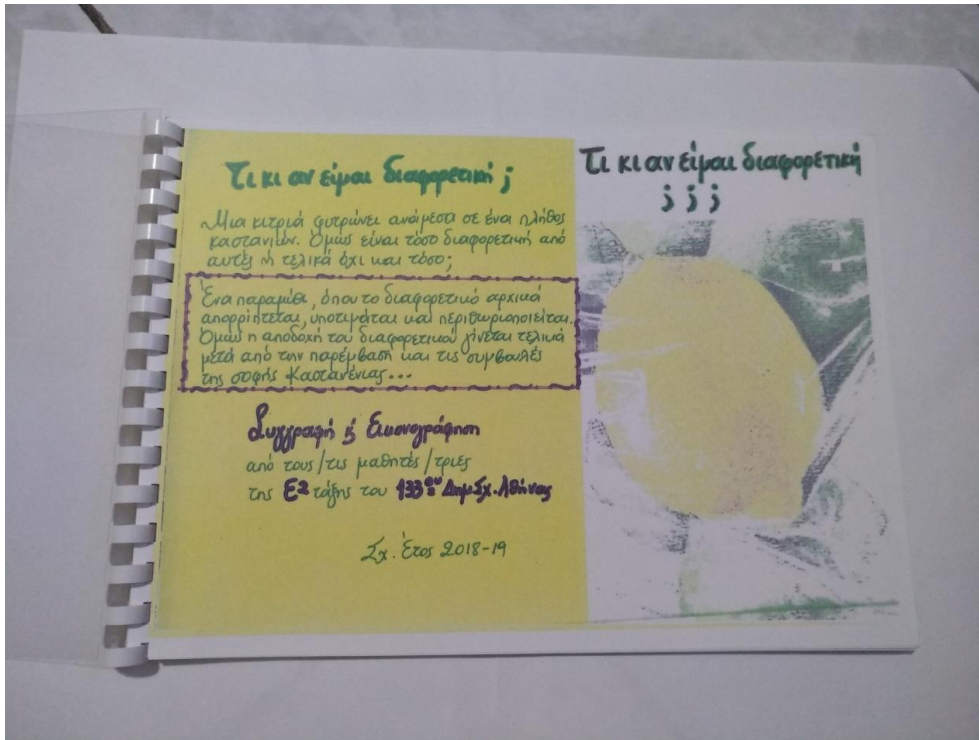 Τι κι αν είμαι διαφορετική ;
Μια κιτριά φυτρώνει ανάμεσα σε ένα πλήθος
καστανιών. Όμως είναι τόσο διαφορετική από
αυτές ή τελικά όχι και τόσο;
Ένα παραμύθι, όπου το διαφορετικό αρχικά
απορρίπτεται, υποτιμάται και περιθωριοποιείται.
Όμως η αποδοχή του διαφορετικού γίνεται τελικά
μετά από την παρέμβαση και τις συμβουλές
της σοφής Καστανένιας...
Συγγραφή & Εικονογράφηση
από τους/τις μαθητές/τριες
της Ε2 τάξης του 133ου Δημ.Σχ. Αθήνας
Σχ. Έτος 2018-19
Τι κι αν είμαι διαφορετική
; ; ;